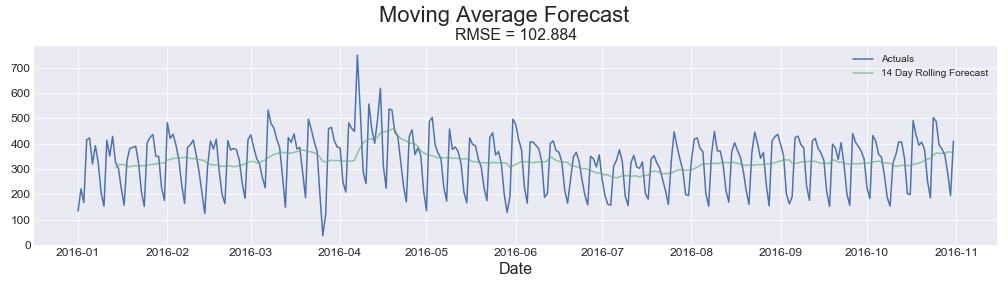 Moving Average Forecast
RMSE = 102.884
Actuals
14 Day Rolling Forecast
700
600
500
400
300
200
100
0
2016-01 2016-02 2016-03 2016-04 2016-05 2016-06 2016-07 2016-08 2016-09 2016-10 2016-11
Date